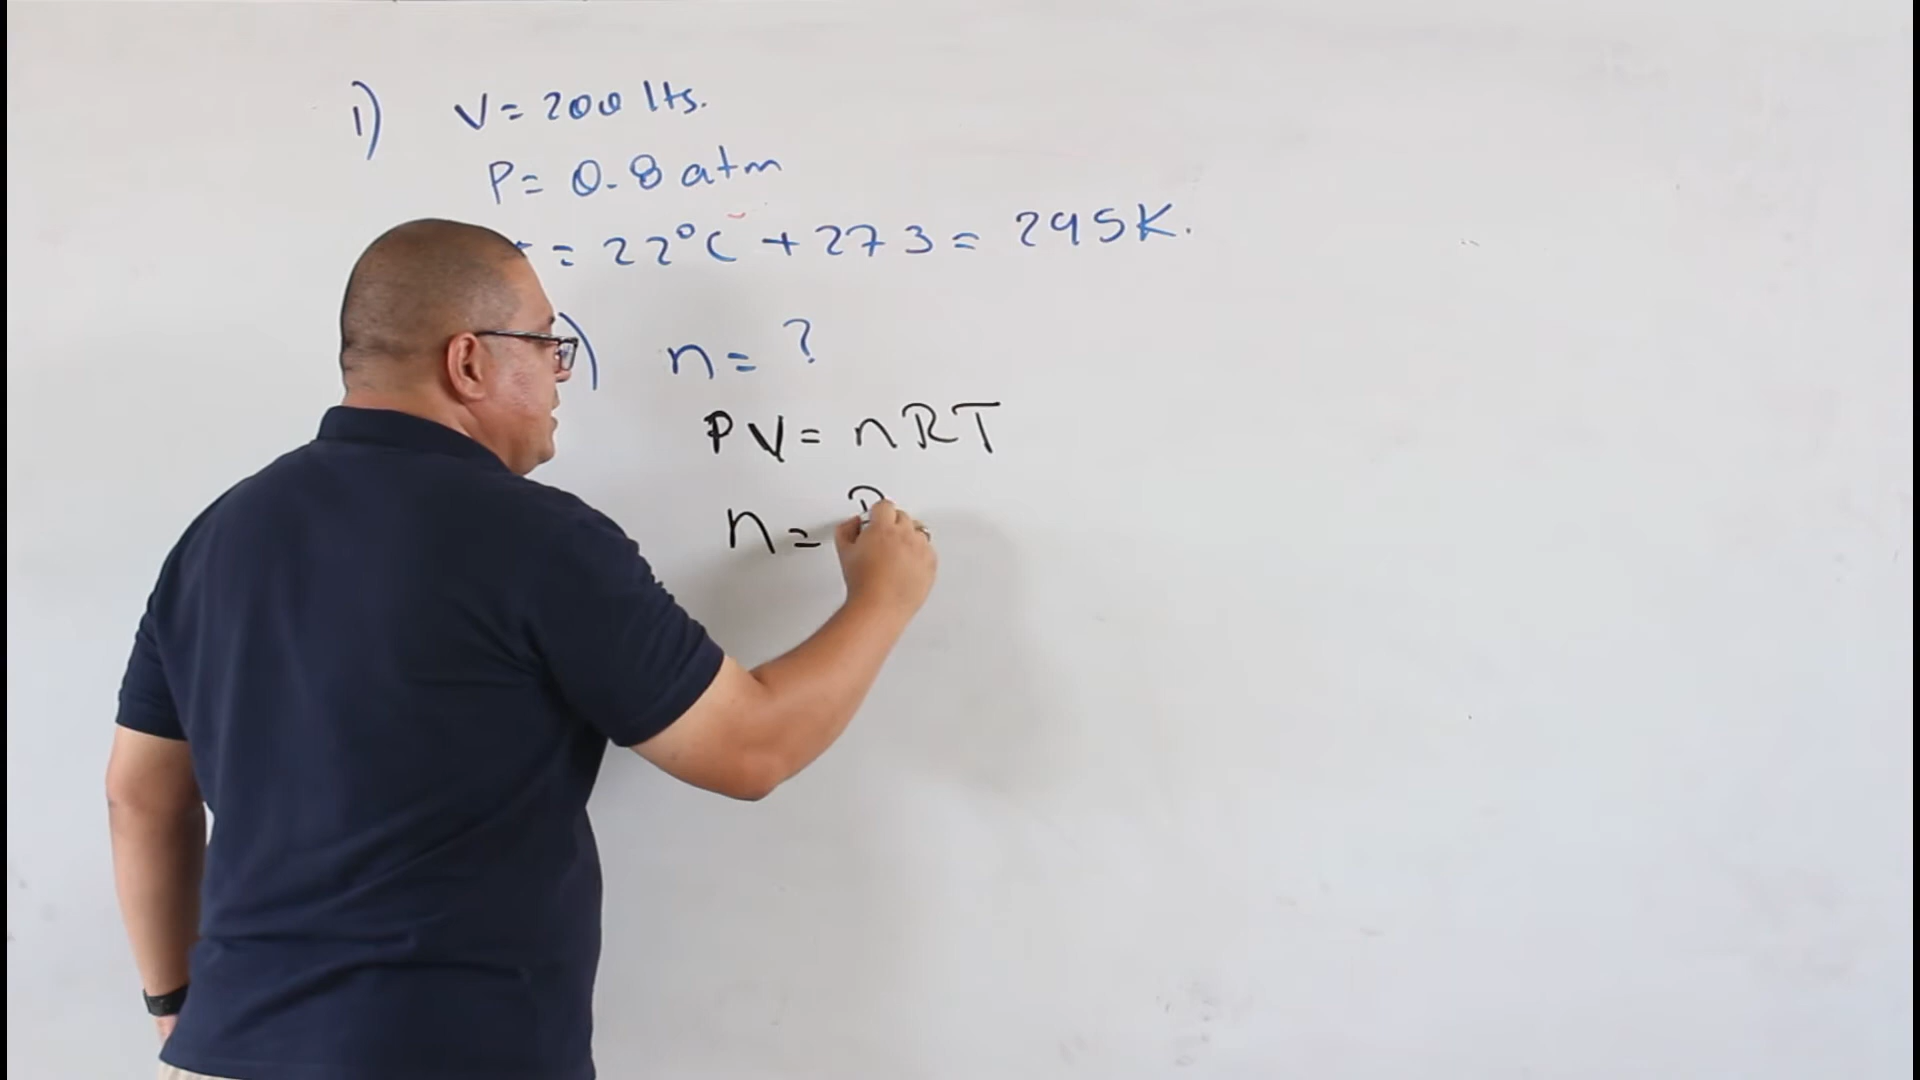 1) V = 200 lts.
P = 0.8 atm
= 22°C + 273 = 295K.
) n = ?
PV = nRT
n = P